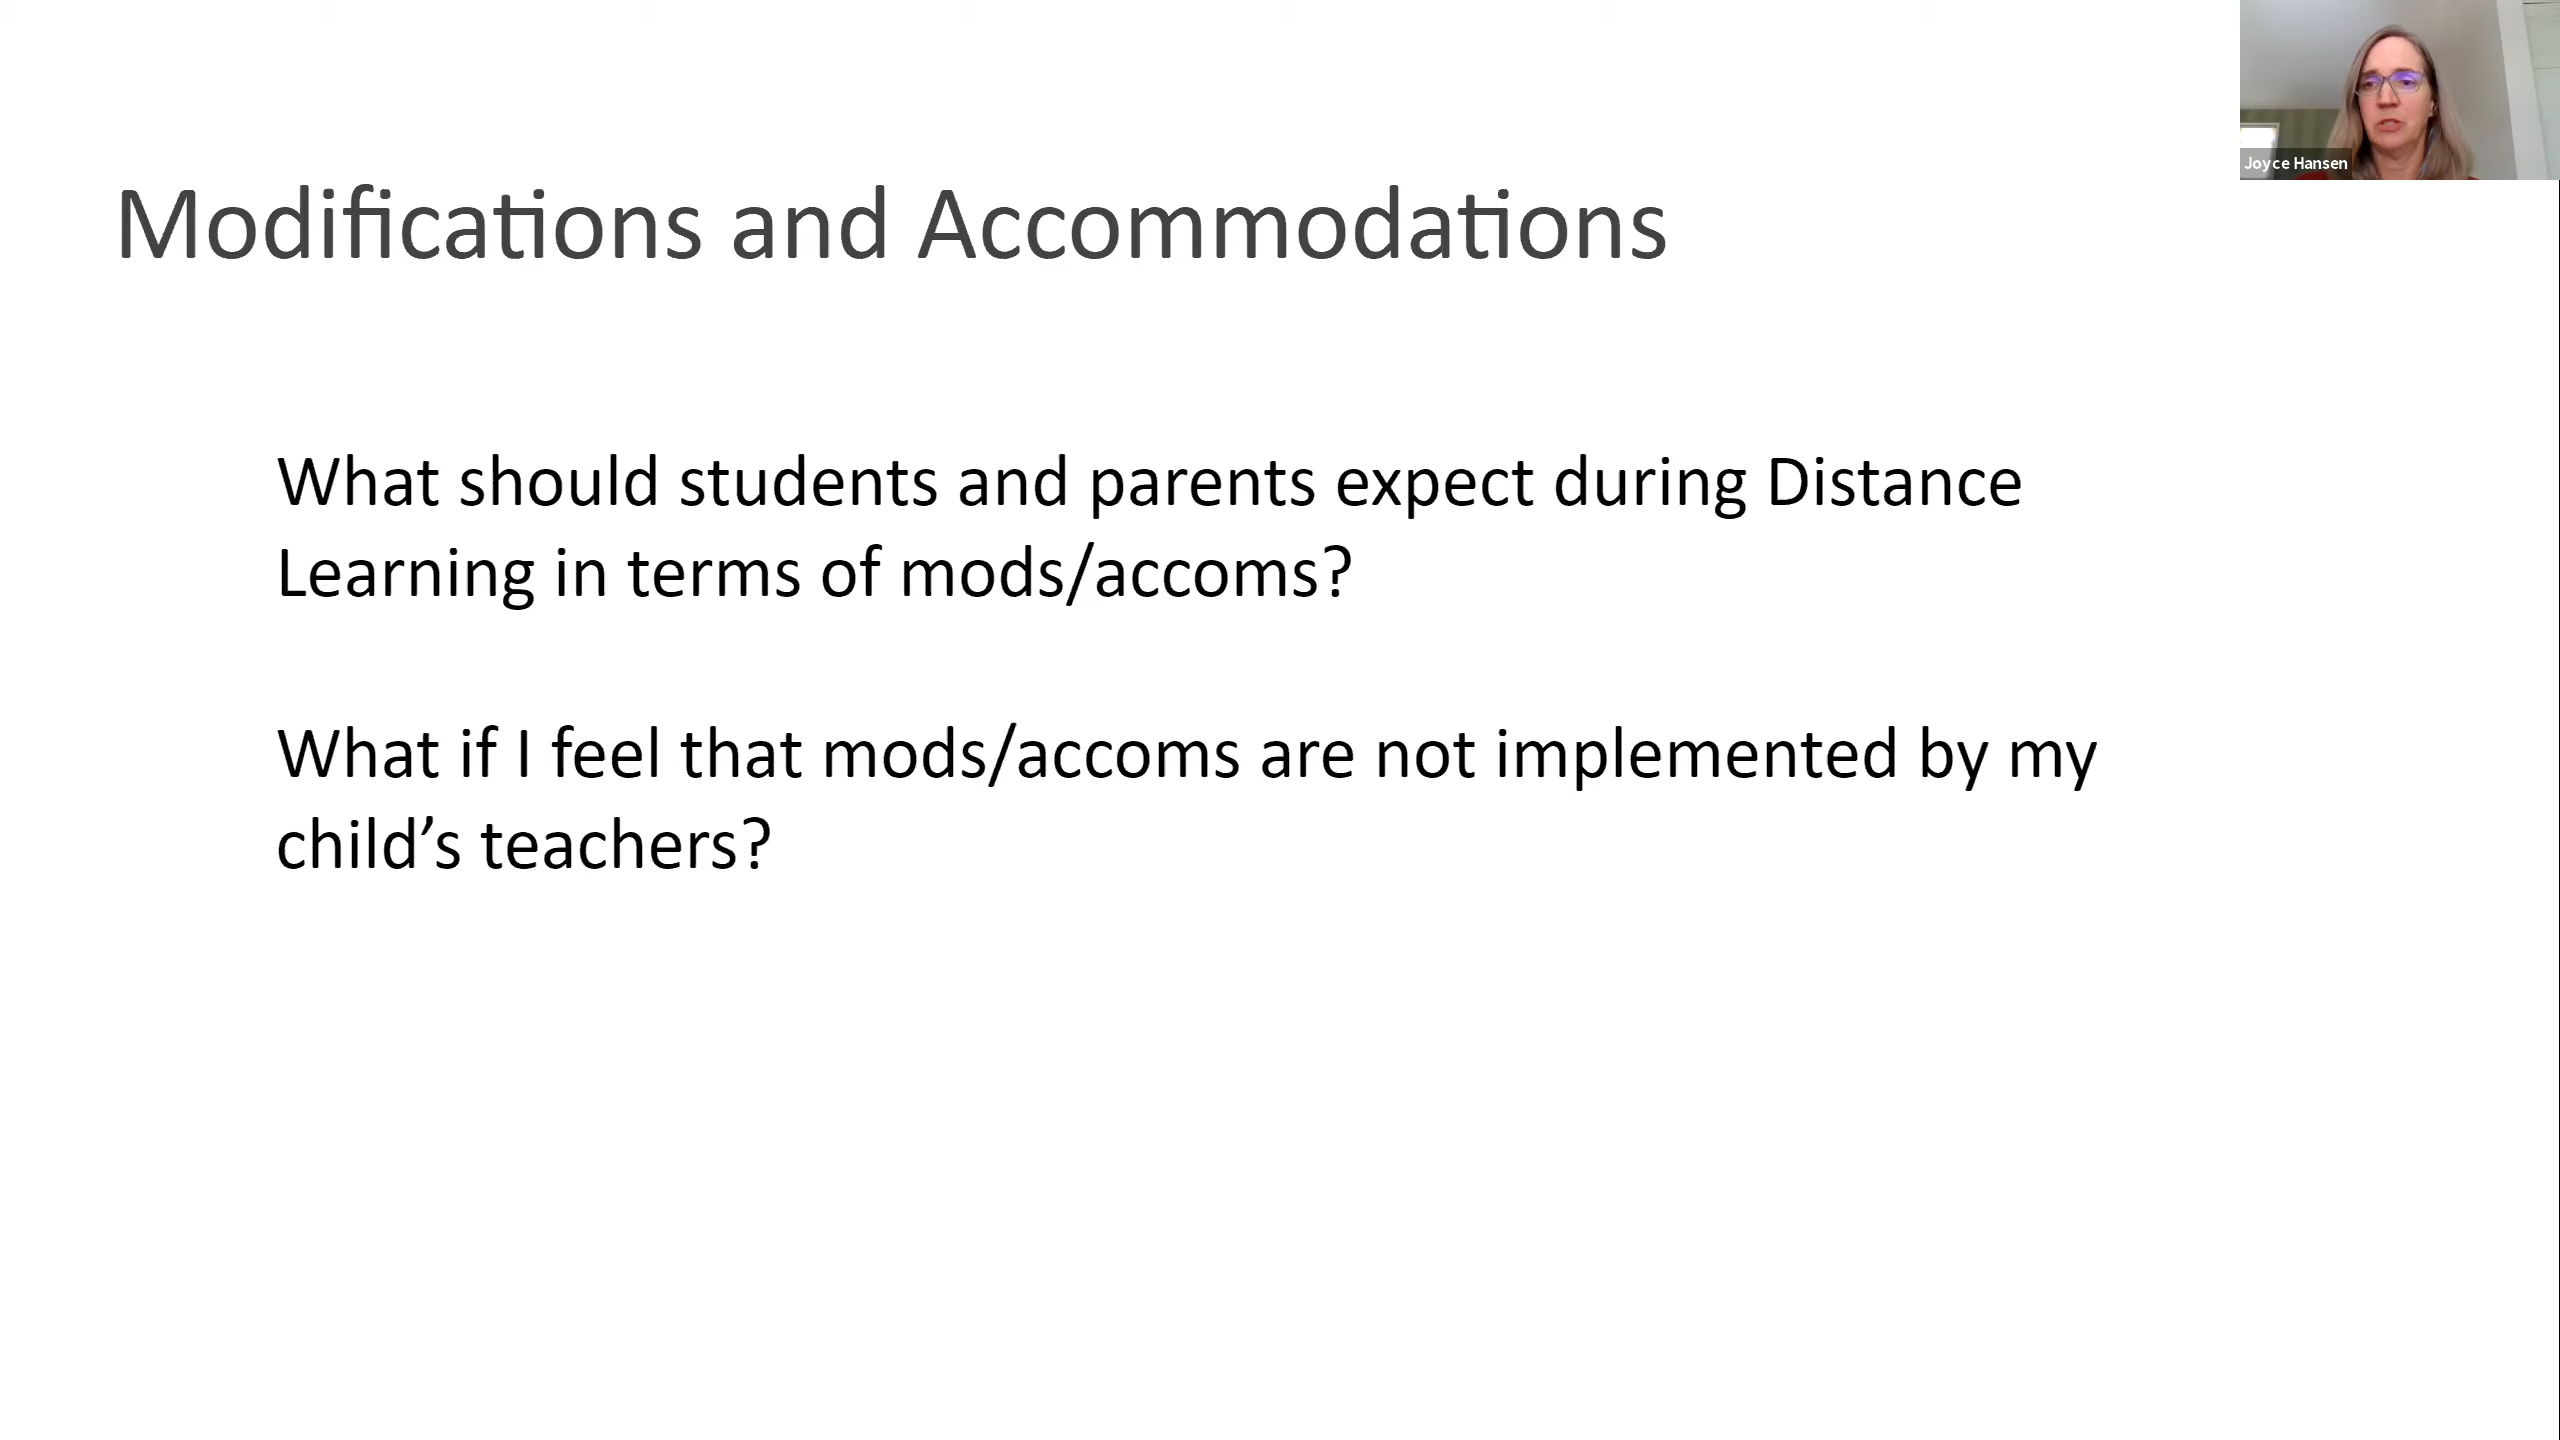 Joyce Hansen
Modifications and Accommodations
What should students and parents expect during Distance
Learning in terms of mods/accoms?
What if I feel that mods/accoms are not implemented by my
child’s teachers?